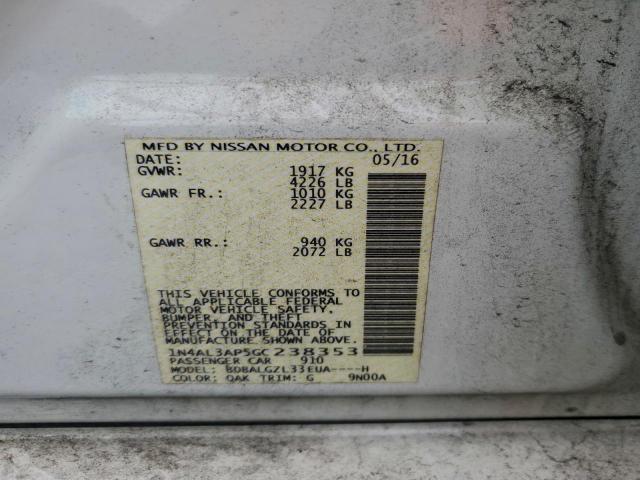 MFD BY NISSAN MOTOR CO., LTD.
DATE: 05/16
GVWR: 1917 KG
4226 LB
GAWR FR.: 1010 KG
2227 LB
GAWR RR.: 940 KG
2072 LB
THIS VEHICLE CONFORMS TO
ALL APPLICABLE FEDERAL
MOTOR VEHICLE SAFETY,
BUMPER, AND THEFT
PREVENTION STANDARDS IN
EFFECT ON THE DATE OF
MANUFACTURE SHOWN ABOVE.
1N4AL3AP5GC238353
PASSENGER CAR 910
MODEL: BDBALGZL33EUA----H
COLOR: QAK TRIM: G 9N00A